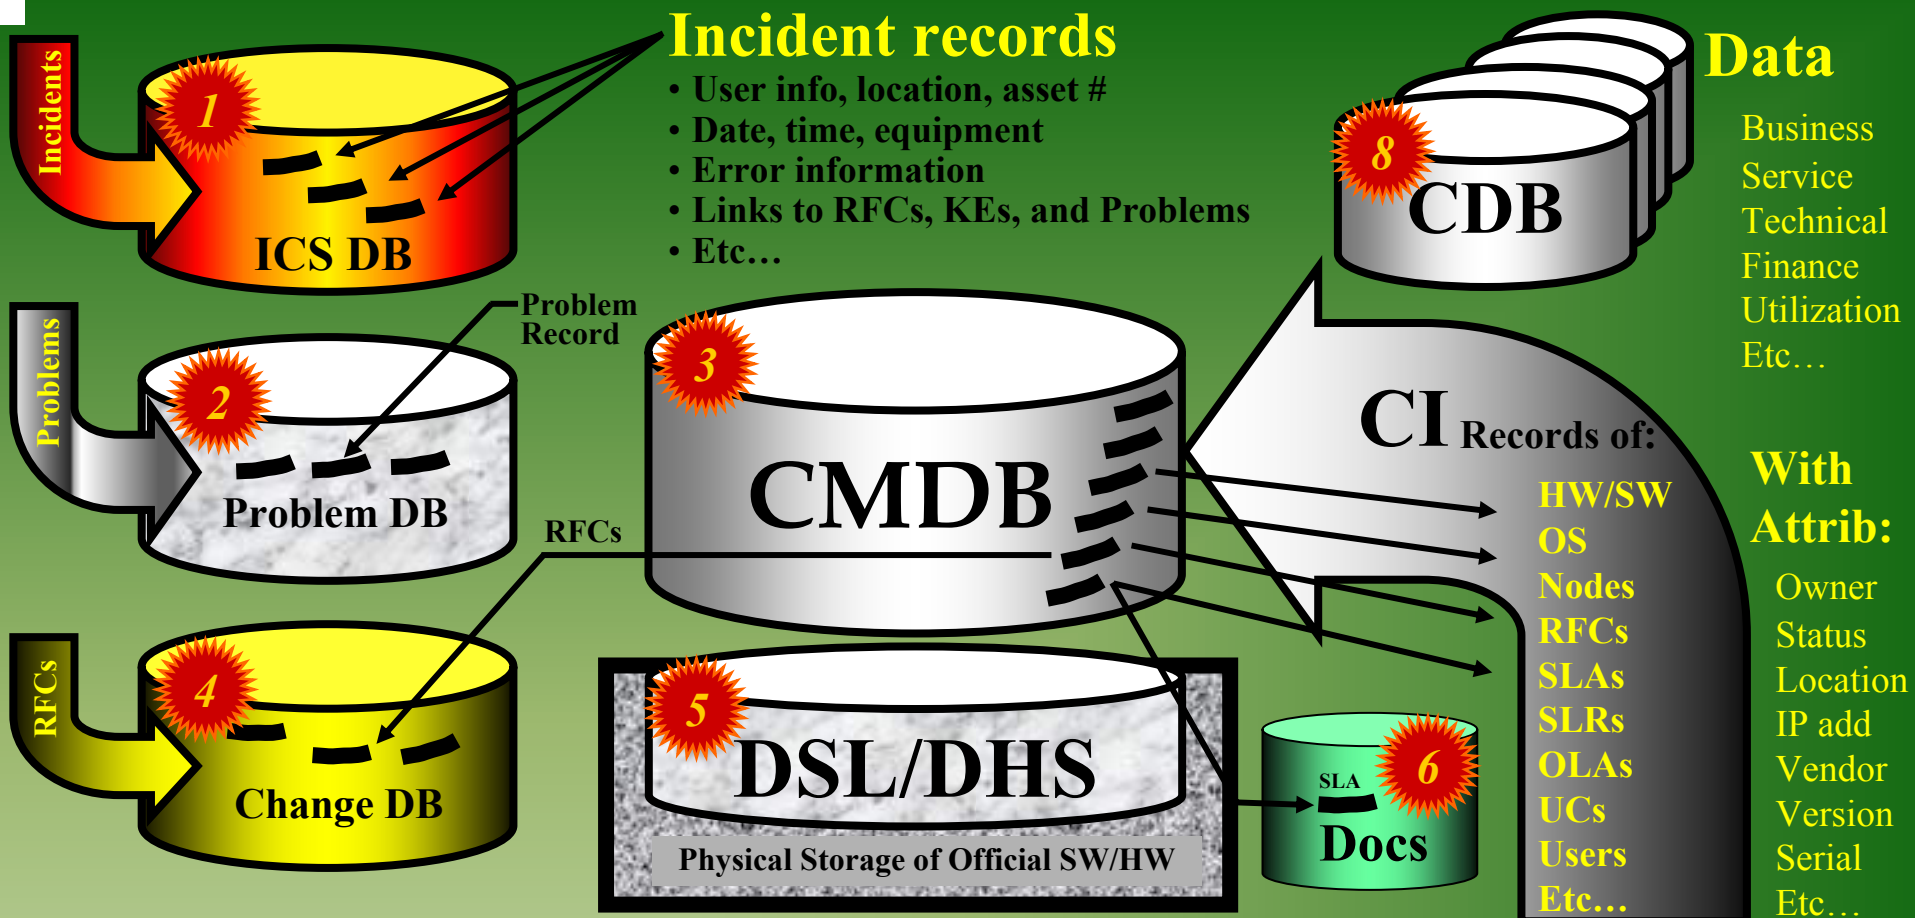 Incidents
1
ICS DB
Incident records
• User info, location, asset #
• Date, time, equipment
• Error information
• Links to RFCs, KEs, and Problems
• Etc…
8
CDB
Data
Business
Service
Technical
Finance
Utilization
Etc…
Problems
2
Problem DB
Problem
Record
3
CMDB
RFCs
CI Records of:
HW/SW
OS
Nodes
RFCs
SLAs
SLRs
OLAs
UCs
Users
Etc…
With
Attrib:
Owner
Status
Location
IP add
Vendor
Version
Serial
Etc…
RFCs
4
Change DB
5
DSL/DHS
Physical Storage of Official SW/HW
6
SLA
Docs